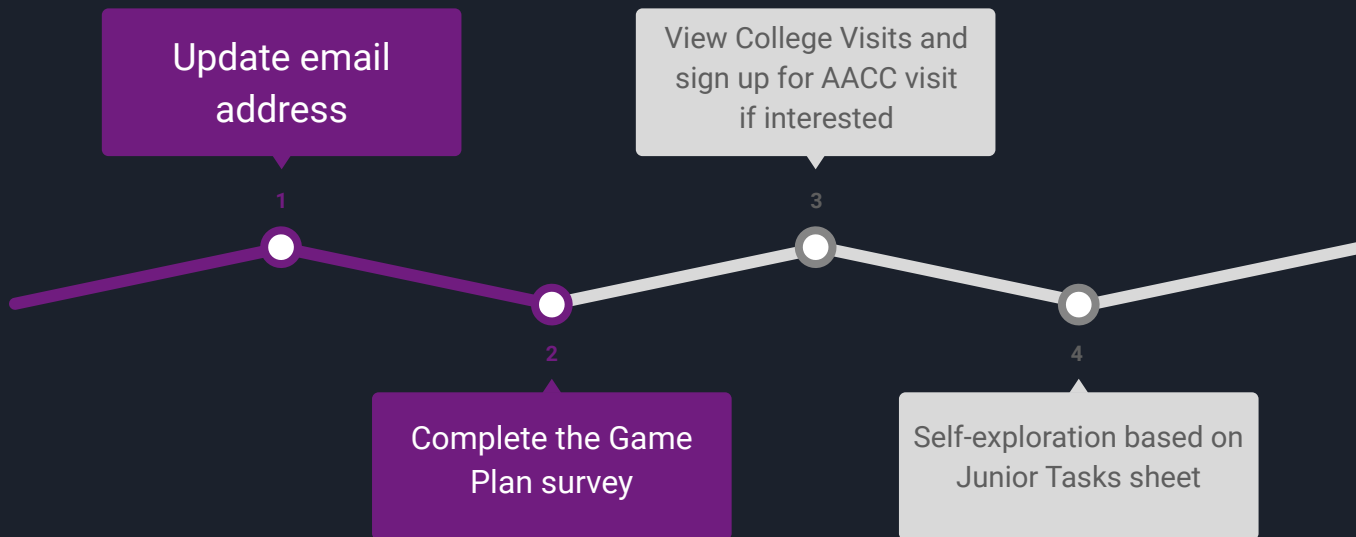 Update email
address
1
2
Complete the Game
Plan survey
View College Visits and
sign up for AACC visit
if interested
3
4
Self-exploration based on
Junior Tasks sheet